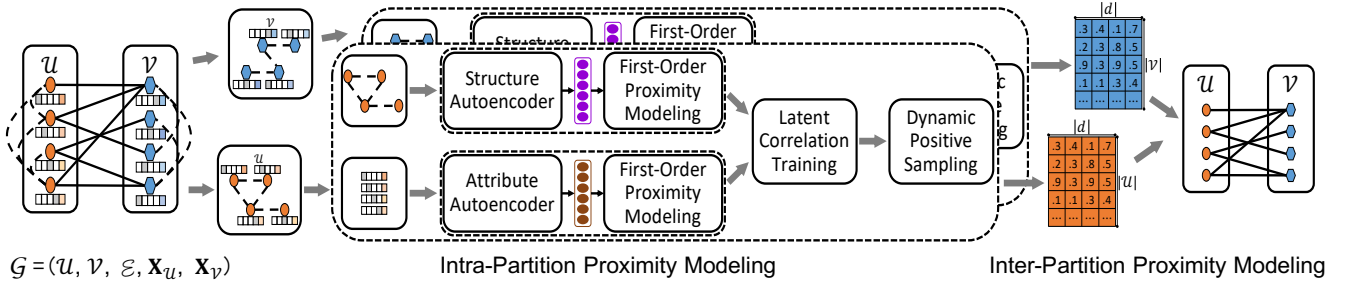 𝒰
𝒱
𝒢 = (𝒰, 𝒱, ℰ, X𝒰, X𝒱)
𝒱
𝒰
First-Order
Structure
Autoencoder
First-Order
Proximity
Modeling
Attribute
Autoencoder
First-Order
Proximity
Modeling
Latent
Correlation
Training
Dynamic
Positive
Sampling
c
g
Intra-Partition Proximity Modeling
|d|
.3 .4 .1 .7
.2 .3 .8 .5
.9 .3 .9 .5
.1 .1 .3 .4
... ... ... ...
|𝒱|
|d|
.3 .4 .1 .7
.2 .3 .8 .5
.9 .3 .9 .5
.1 .1 .3 .4
... ... ... ...
|𝒰|
𝒰
𝒱
Inter-Partition Proximity Modeling